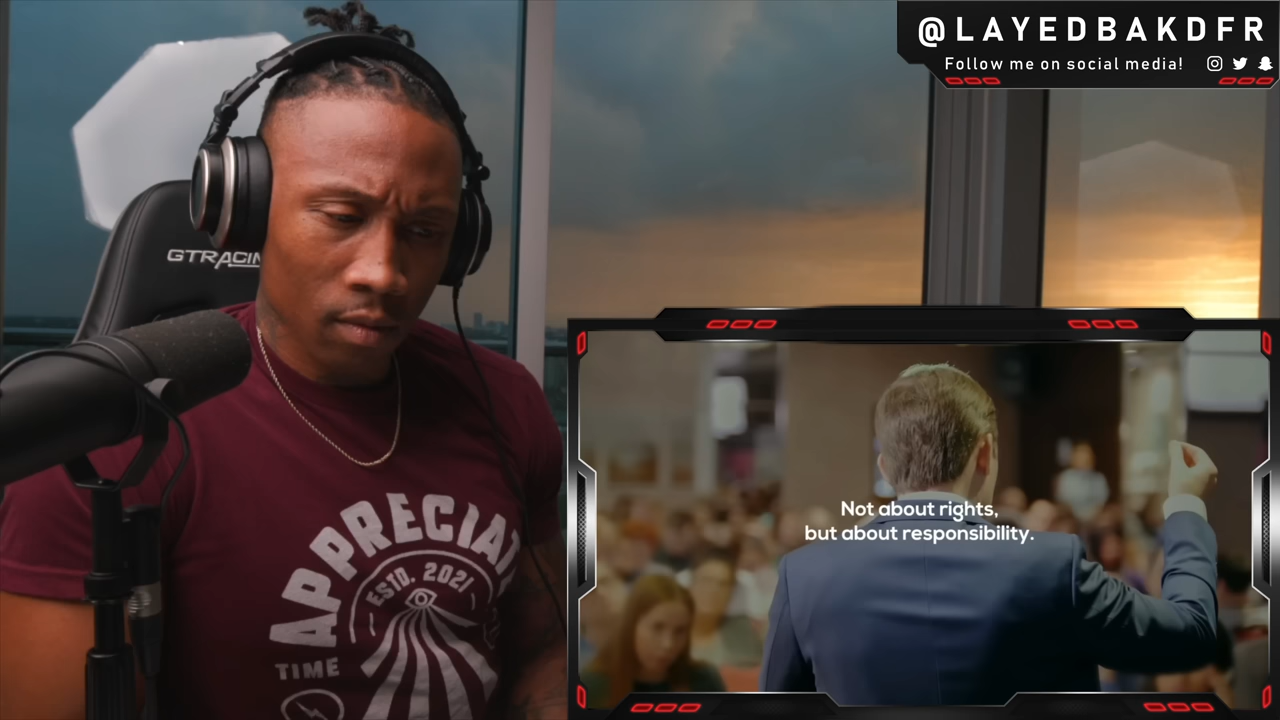 @LAYEDBAKDFR
Follow me on social media!
GTRACIN
Not about rights,
but about responsibility.
APPRECIAT
ESTD. 2021
TIME